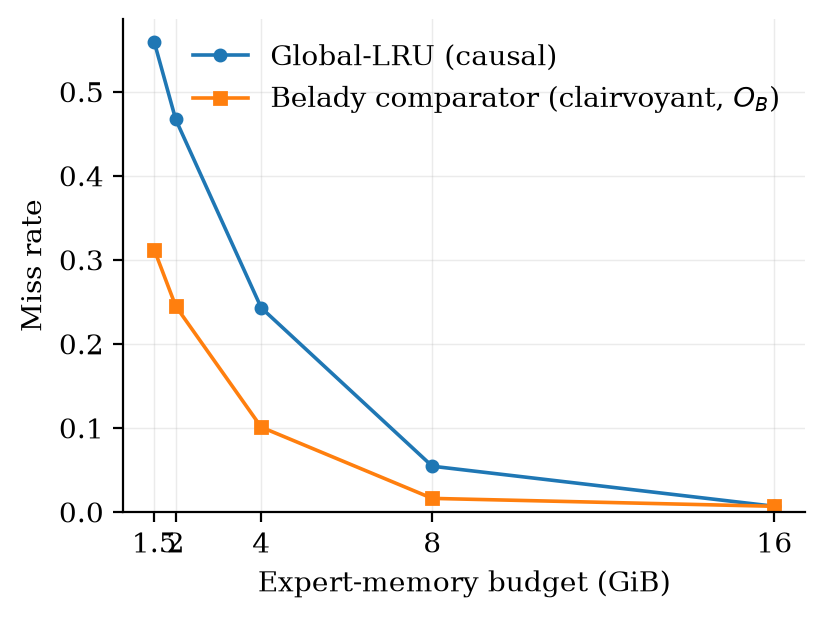 Global-LRU (causal)
Belady comparator (clairvoyant, O_B)
Miss rate
0.5
0.4
0.3
0.2
0.1
0.0
1.5 2 4 8 16
Expert-memory budget (GiB)